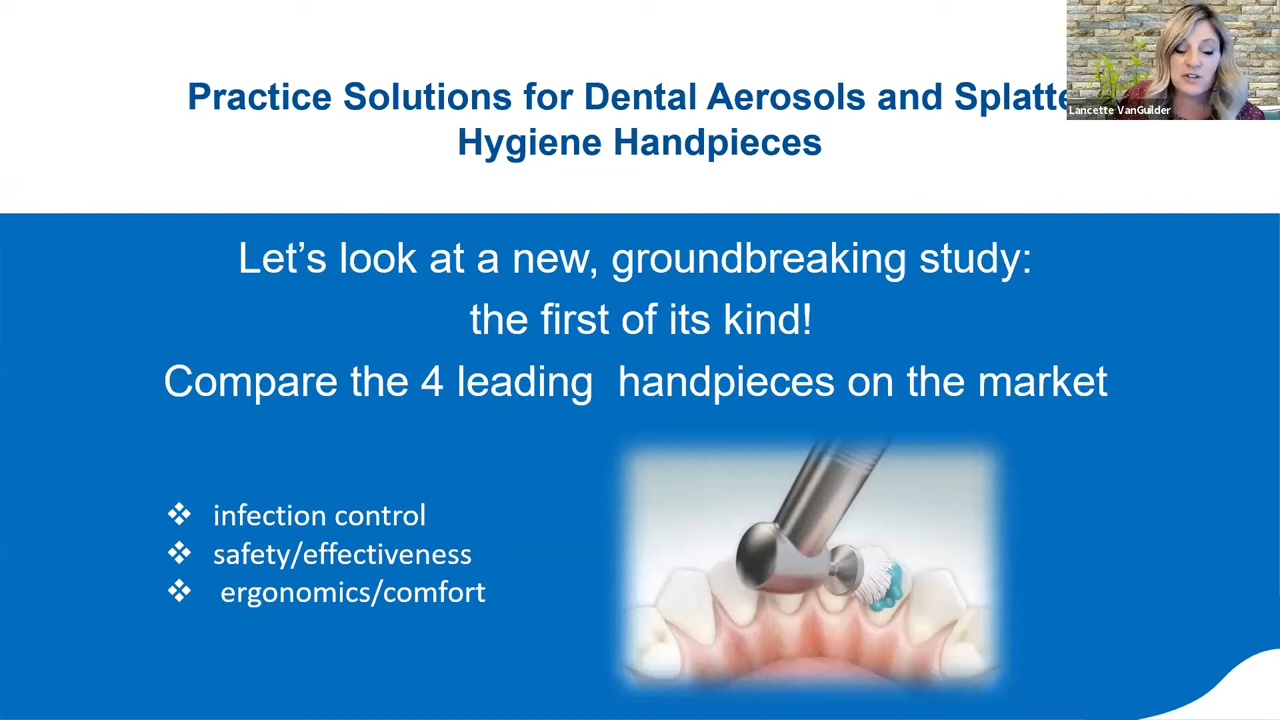 Practice Solutions for Dental Aerosols and Splatte
Hygiene Handpieces
Lancette VanGuilder
Let's look at a new, groundbreaking study:
the first of its kind!
Compare the 4 leading  handpieces on the market
❖ infection control
❖ safety/effectiveness
❖ ergonomics/comfort